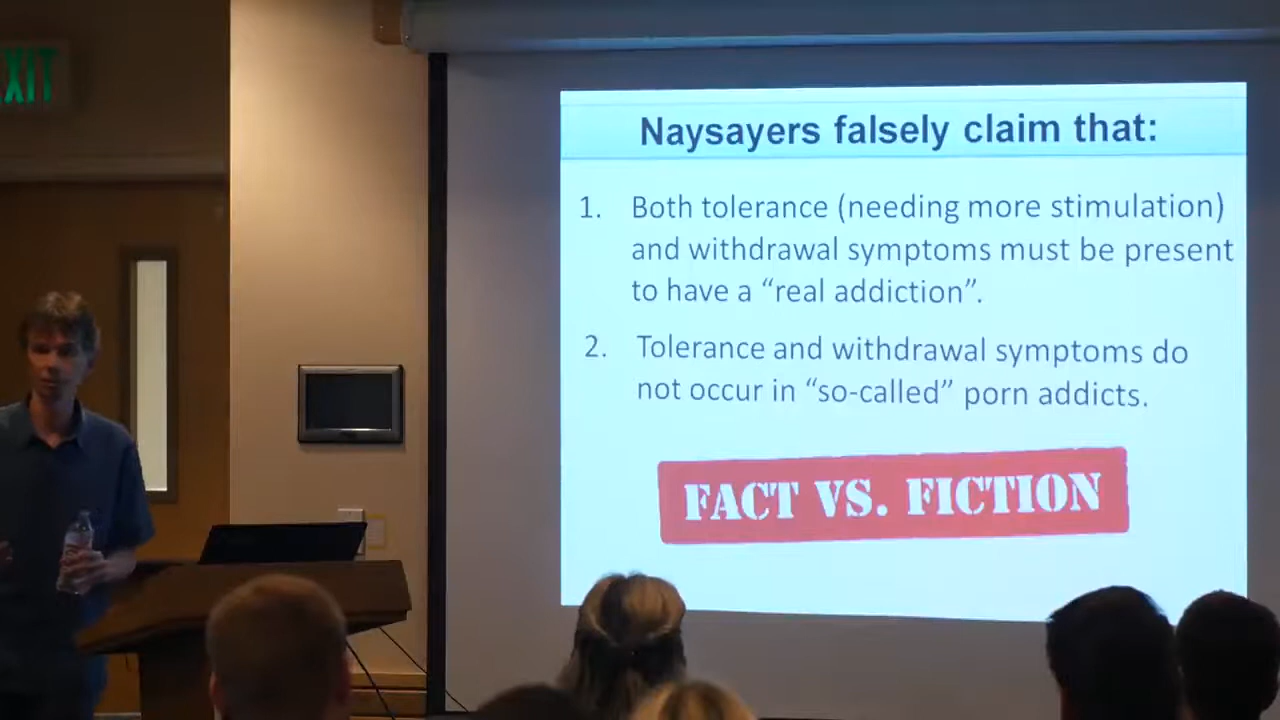 EXIT
Naysayers falsely claim that:
1. Both tolerance (needing more stimulation)
and withdrawal symptoms must be present
to have a “real addiction”.
2. Tolerance and withdrawal symptoms do
not occur in “so-called” porn addicts.
FACT VS. FICTION